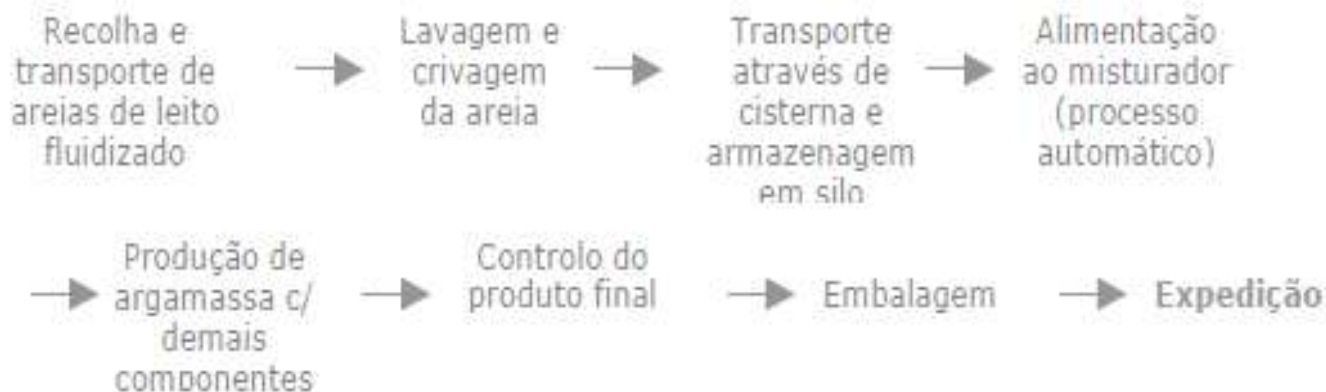 Recolha e
transporte de
areias de leito
fluidizado
Lavagem e
crivagem
da areia
Transporte
através de
cisterna e
armazenagem
em silo
Alimentação
ao misturador
(processo
automático)
Produção de
argamassa c/
demais
componentes
Controlo do
produto final
Embalagem
Expedição